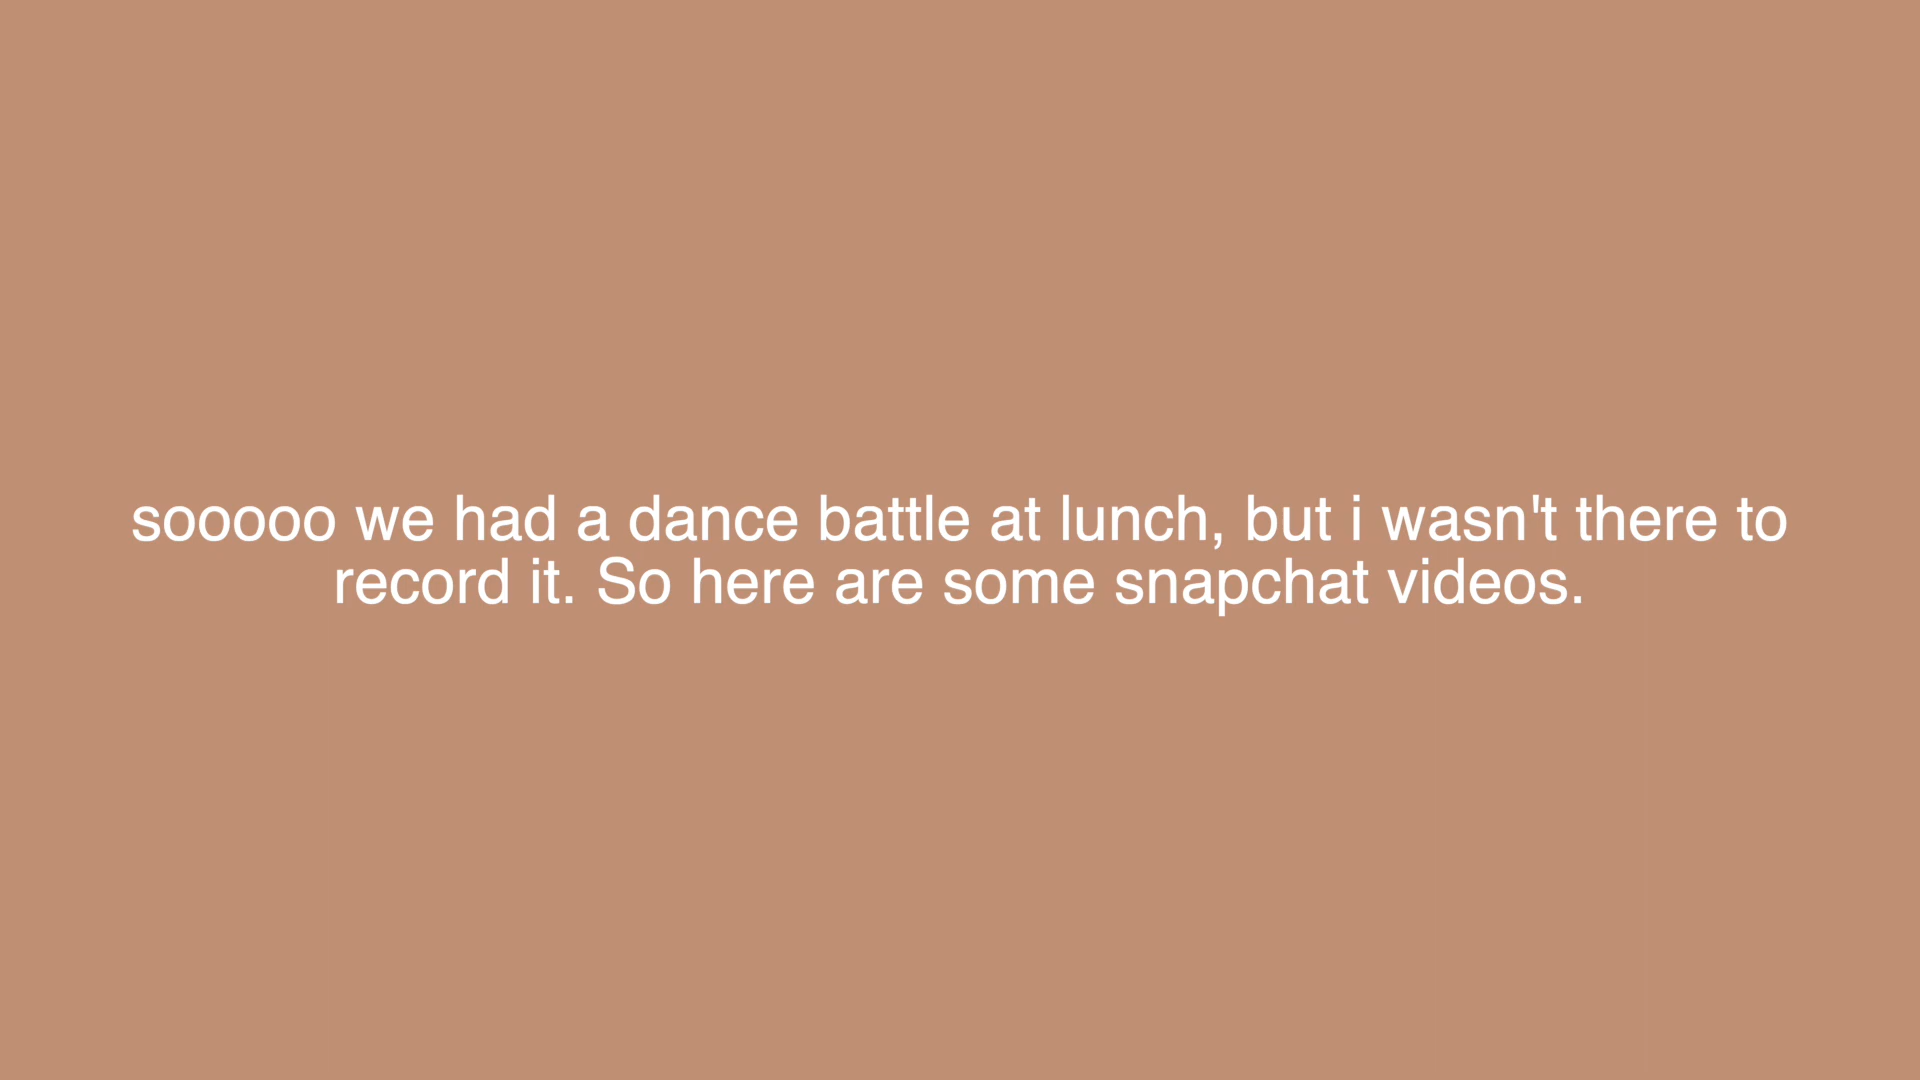 sooooo we had a dance battle at lunch, but i wasn't there to
record it. So here are some snapchat videos.